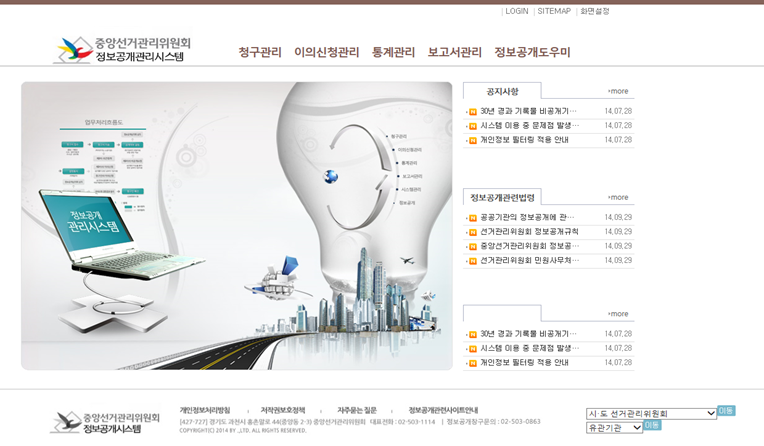 LOGIN | SITEMAP | 화면설정
중앙선거관리위원회
정보공개관리시스템
청구관리 이의신청관리 통계관리 보고서관리 정보공개도우미
업무처리흐름도
정보공개
관리시스템
청구관리
이의신청관리
통계관리
보고서관리
시스템관리
정보공개
공지사항 more
30년 경과 기록물 비공개기··· 14,07,28
시스템 이용 중 문제점 발생··· 14,07,28
개인정보 필터링 적용 안내 14,07,28
정보공개관련법령 more
공공기관의 정보공개에 관··· 14,09,29
선거관리위원회 정보공개규칙 14,09,29
중앙선거관리위원회 정보공··· 14,09,29
선거관리위원회 민원사무처··· 14,09,29
more
30년 경과 기록물 비공개기··· 14,07,28
시스템 이용 중 문제점 발생··· 14,07,28
개인정보 필터링 적용 안내 14,07,28
중앙선거관리위원회
정보공개시스템
개인정보처리방침 저작권보호정책 자주묻는 질문 정보공개관련사이트안내
[427-727] 경기도 과천시 홍촌말로 44(중앙동 2-3) 중앙선거관리위원회 대표전화 : 02-503-1114 | 정보공개창구문의 : 02-503-0863
COPYRIGHT(C) 2014 BY .,LTD. ALL RIGHTS RESERVED.
시·도 선거관리위원회 이동
유관기관 이동